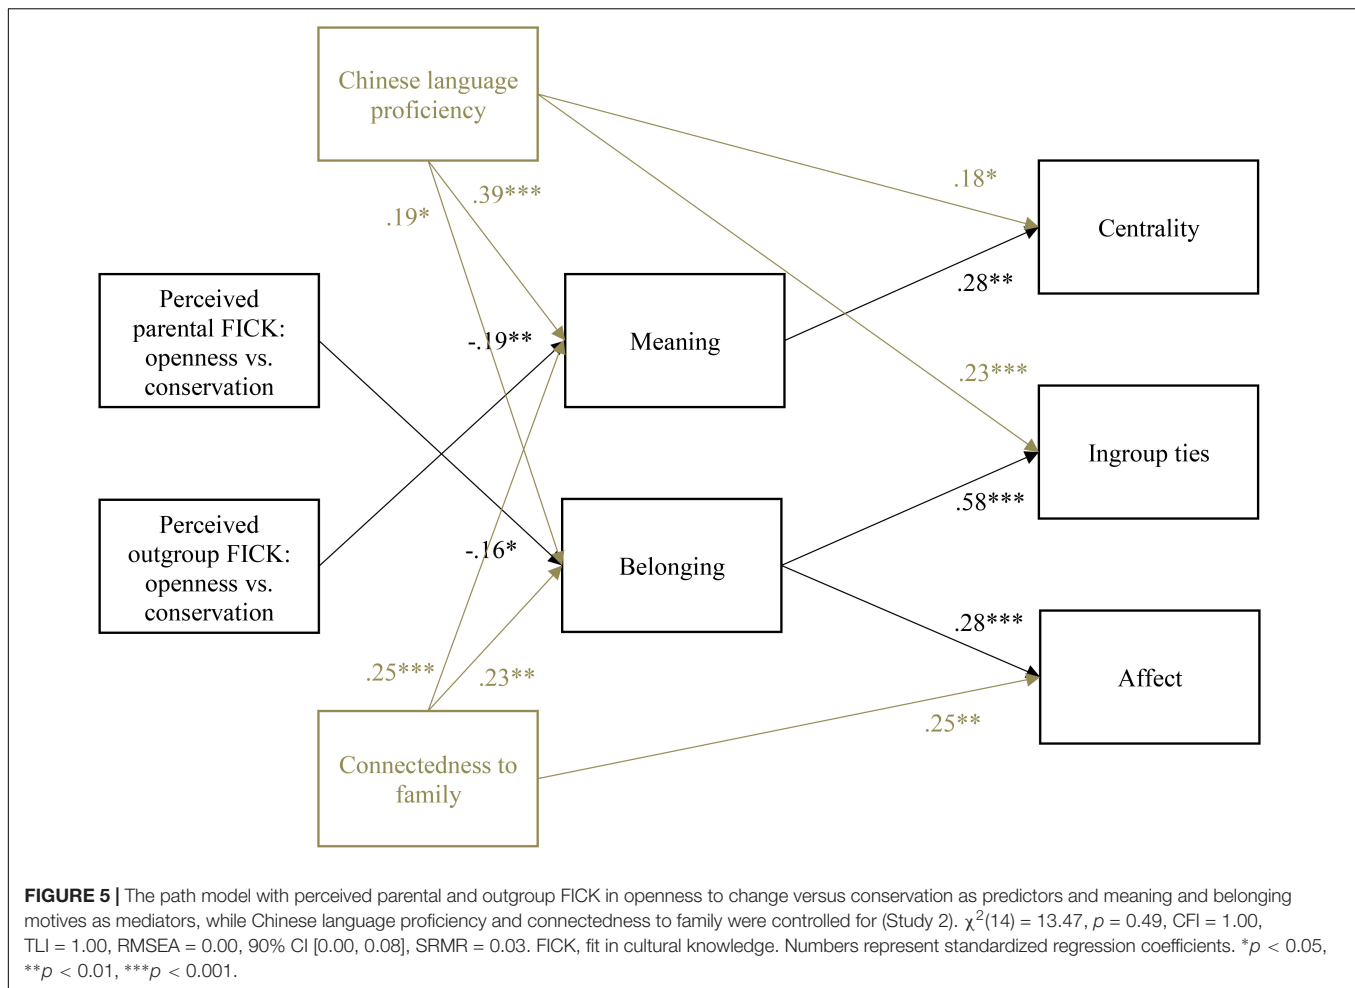 Chinese language
proficiency
.18*
.39***
.19*
Centrality
.28**
Perceived
parental FICK:
openness vs.
conservation
-.19**
Meaning
.23***
Ingroup ties
.58***
Perceived
outgroup FICK:
openness vs.
conservation
-.16*
Belonging
.28***
Affect
.25***
.23**
.25**
Connectedness to
family
FIGURE 5 | The path model with perceived parental and outgroup FICK in openness to change versus conservation as predictors and meaning and belonging
motives as mediators, while Chinese language proficiency and connectedness to family were controlled for (Study 2). χ²(14) = 13.47, p = 0.49, CFI = 1.00,
TLI = 1.00, RMSEA = 0.00, 90% CI [0.00, 0.08], SRMR = 0.03. FICK, fit in cultural knowledge. Numbers represent standardized regression coefficients. *p < 0.05,
**p < 0.01, ***p < 0.001.